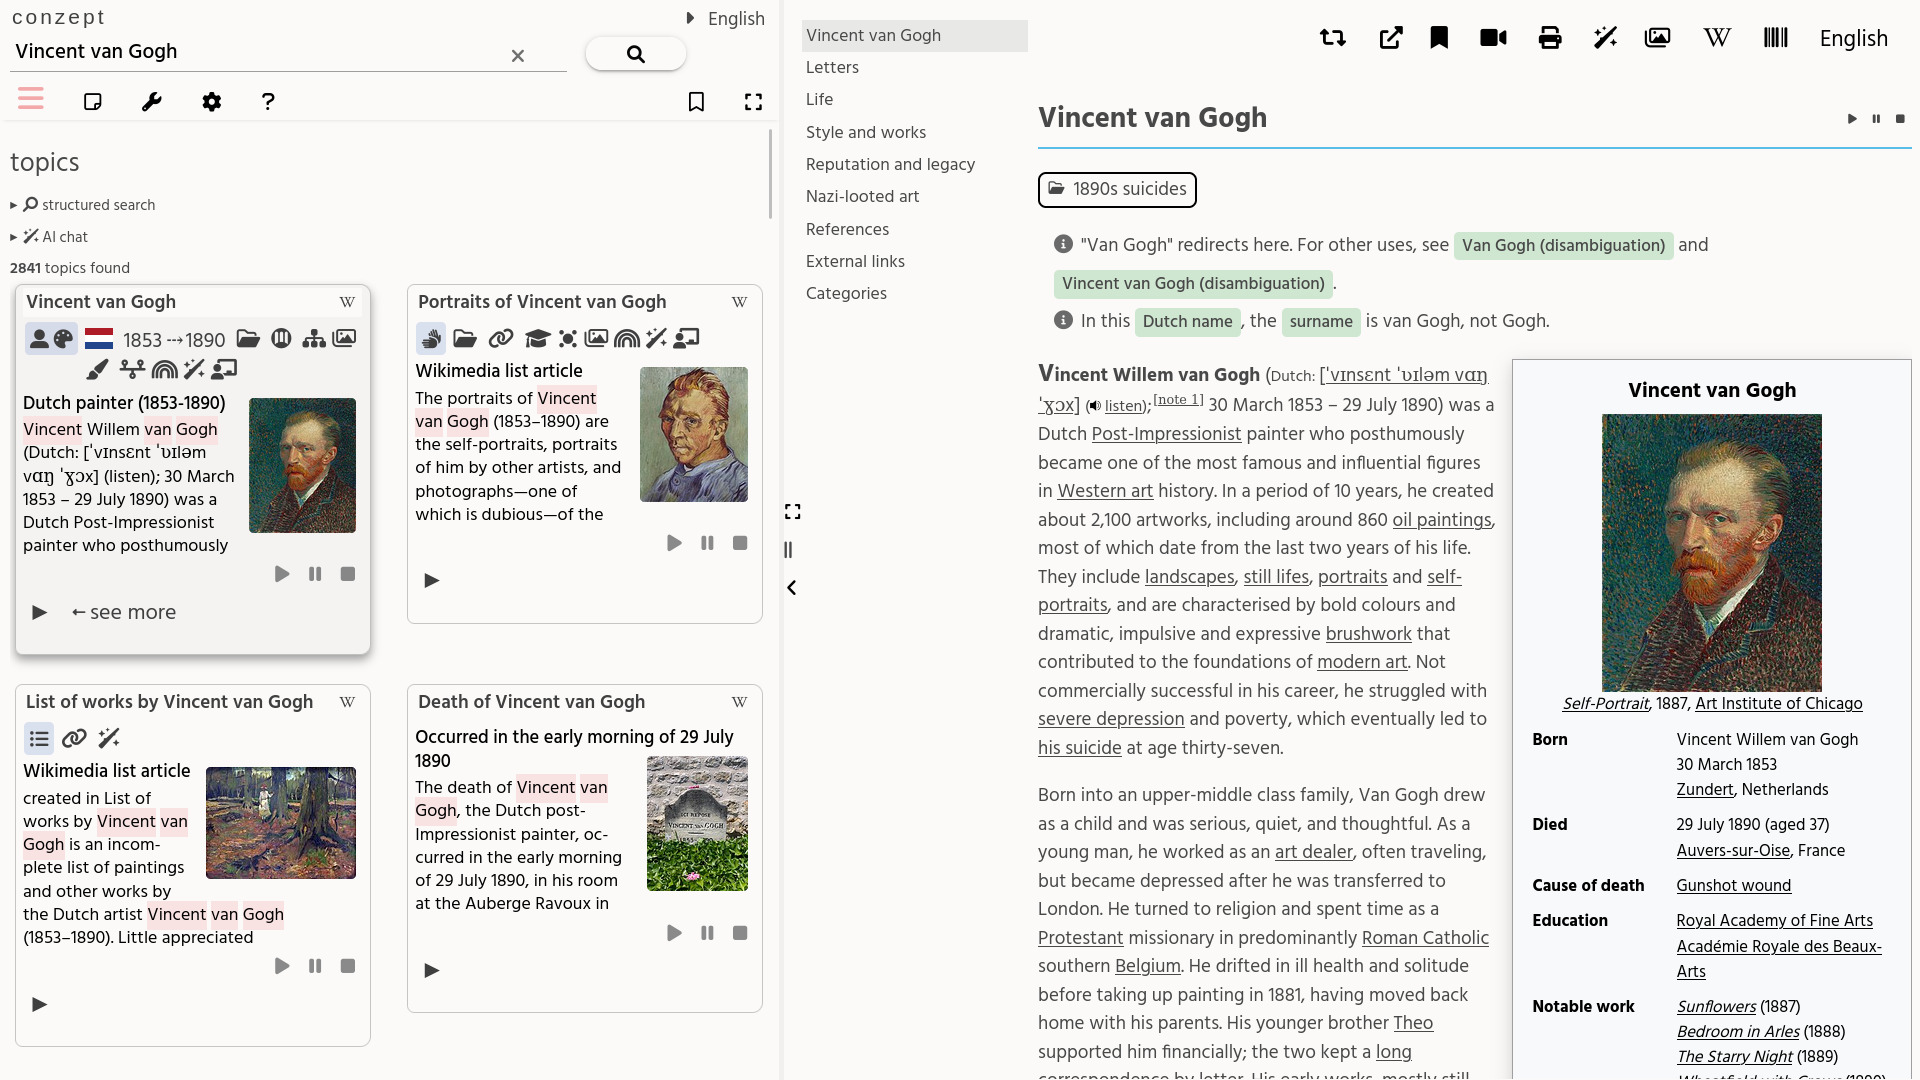 conzept
English
Vincent van Gogh
topics
structured search
AI chat
2841 topics found
Vincent van Gogh
W
1853 ⤏ 1890
Dutch painter (1853-1890)
Vincent Willem van Gogh
(Dutch: [ˈvɪnsɛnt ˈʋɪləm
vɑŋ ˈɣɔx] (listen); 30 March
1853 – 29 July 1890) was a
Dutch Post-Impressionist
painter who posthumously
← see more
Portraits of Vincent van Gogh
W
Wikimedia list article
The portraits of Vincent
van Gogh (1853–1890) are
the self-portraits, portraits
of him by other artists, and
photographs—one of
which is dubious—of the
List of works by Vincent van Gogh
W
Wikimedia list article
created in List of
works by Vincent van
Gogh is an incom-
plete list of paintings
and other works by
the Dutch artist Vincent van Gogh
(1853–1890). Little appreciated
Death of Vincent van Gogh
W
Occurred in the early morning of 29 July
1890
The death of Vincent van
Gogh, the Dutch post-
Impressionist painter, oc-
curred in the early morning
of 29 July 1890, in his room
at the Auberge Ravoux in
VINCENT van GOGH
Vincent van Gogh
Letters
Life
Style and works
Reputation and legacy
Nazi-looted art
References
External links
Categories
W
English
Vincent van Gogh
1890s suicides
"Van Gogh" redirects here. For other uses, see Van Gogh (disambiguation) and
Vincent van Gogh (disambiguation).
In this Dutch name, the surname is van Gogh, not Gogh.
Vincent Willem van Gogh (Dutch: [ˈvɪnsɛnt ˈʋɪləm vɑŋ
ˈɣɔx] (listen);[note 1] 30 March 1853 – 29 July 1890) was a
Dutch Post-Impressionist painter who posthumously
became one of the most famous and influential figures
in Western art history. In a period of 10 years, he created
about 2,100 artworks, including around 860 oil paintings,
most of which date from the last two years of his life.
They include landscapes, still lifes, portraits and self-
portraits, and are characterised by bold colours and
dramatic, impulsive and expressive brushwork that
contributed to the foundations of modern art. Not
commercially successful in his career, he struggled with
severe depression and poverty, which eventually led to
his suicide at age thirty-seven.
Born into an upper-middle class family, Van Gogh drew
as a child and was serious, quiet, and thoughtful. As a
young man, he worked as an art dealer, often traveling,
but became depressed after he was transferred to
London. He turned to religion and spent time as a
Protestant missionary in predominantly Roman Catholic
southern Belgium. He drifted in ill health and solitude
before taking up painting in 1881, having moved back
home with his parents. His younger brother Theo
supported him financially; the two kept a long
correspondence by letter. His early works, mostly still
Vincent van Gogh
Self-Portrait, 1887, Art Institute of Chicago
Born Vincent Willem van Gogh
30 March 1853
Zundert, Netherlands
Died 29 July 1890 (aged 37)
Auvers-sur-Oise, France
Cause of death Gunshot wound
Education Royal Academy of Fine Arts
Académie Royale des Beaux-
Arts
Notable work Sunflowers (1887)
Bedroom in Arles (1888)
The Starry Night (1889)
Wheatfield with Crows (1890)